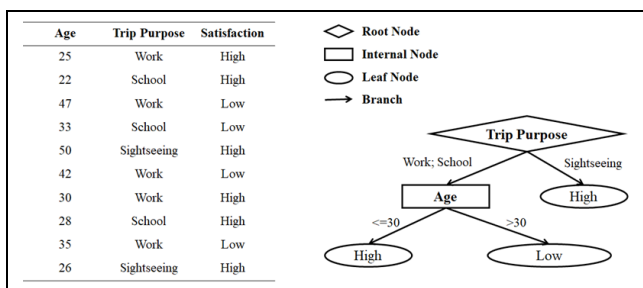 Age Trip Purpose Satisfaction
25 Work High
22 School High
47 Work Low
33 School Low
50 Sightseeing High
42 Work Low
30 Work High
28 School High
35 Work Low
26 Sightseeing High
Root Node
Internal Node
Leaf Node
Branch
Trip Purpose
Work; School
Sightseeing
Age
High
<=30
>30
High
Low